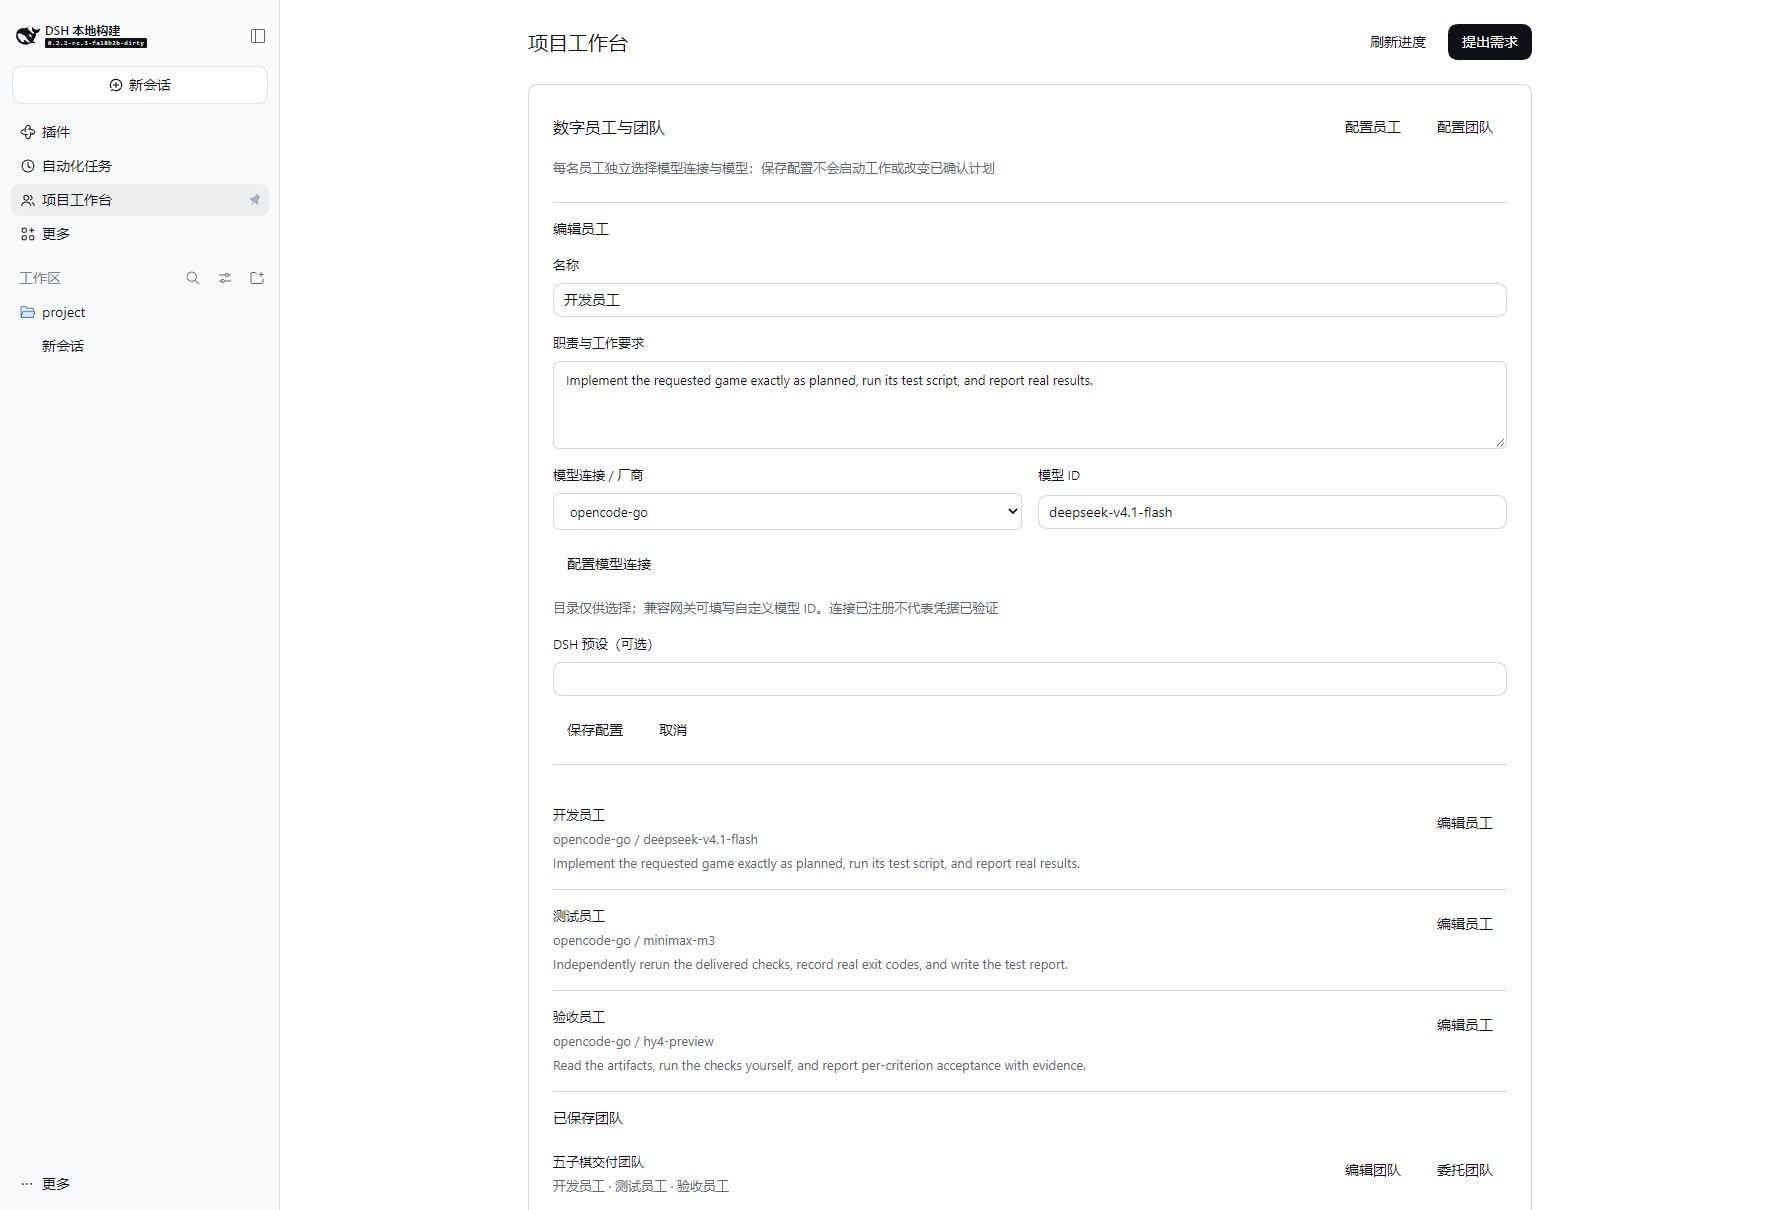 DSH 本地构建
新会话
插件
自动化任务
项目工作台
更多
工作区
project
新会话
更多
项目工作台
刷新进度
提出需求
数字员工与团队
配置员工
配置团队
每名员工独立选择模型连接与模型；保存配置不会启动工作或改变已确认计划
编辑员工
名称
开发员工
职责与工作要求
Implement the requested game exactly as planned, run its test script, and report real results.
模型连接 / 厂商
模型 ID
opencode-go
deepseek-v4.1-flash
配置模型连接
目录仅供选择；兼容网关可填写自定义模型 ID。连接已注册不代表凭据已验证
DSH 预设（可选）
保存配置
取消
开发员工
编辑员工
opencode-go / deepseek-v4.1-flash
Implement the requested game exactly as planned, run its test script, and report real results.
测试员工
编辑员工
opencode-go / minimax-m3
Independently rerun the delivered checks, record real exit codes, and write the test report.
验收员工
编辑员工
opencode-go / hy4-preview
Read the artifacts, run the checks yourself, and report per-criterion acceptance with evidence.
已保存团队
五子棋交付团队
编辑团队
委托团队
开发员工 · 测试员工 · 验收员工